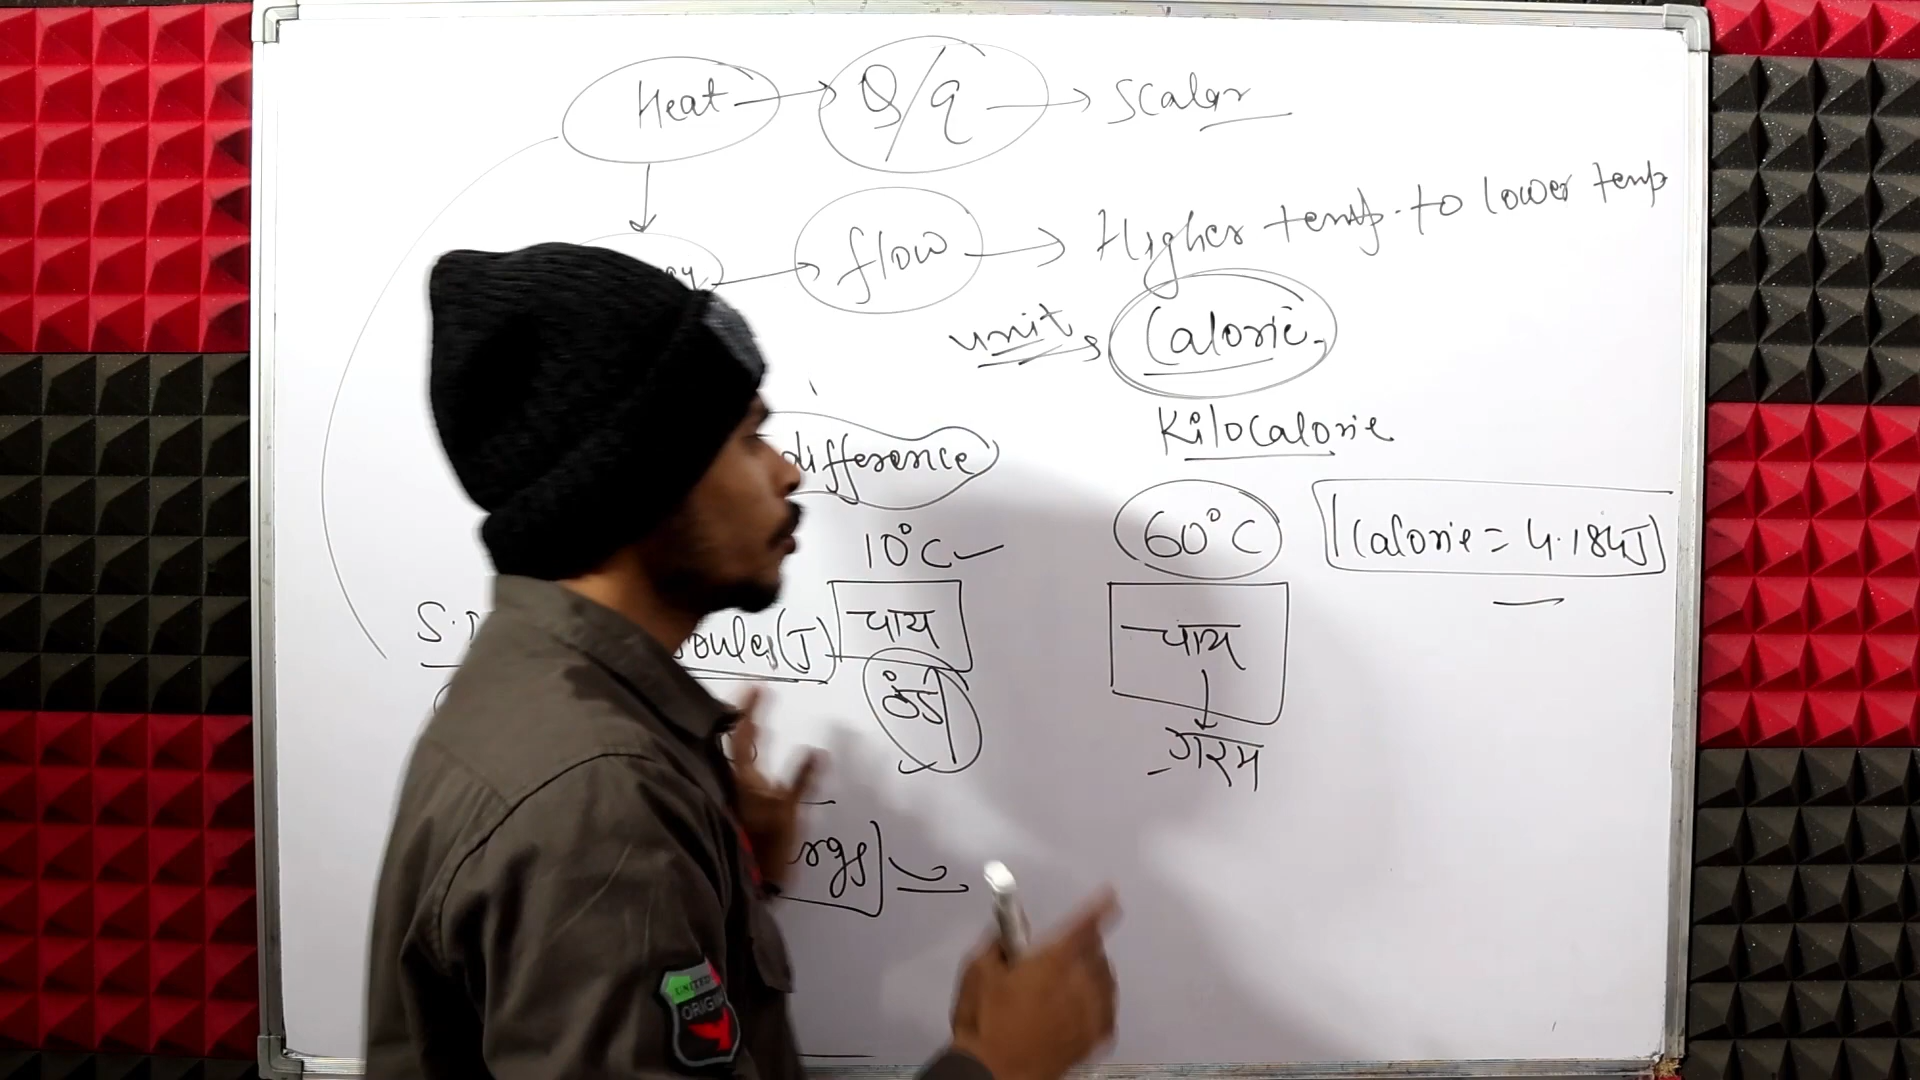 Heat → Q/q → Scalar
flow → Higher temp. to lower temp
unit → Calorie
Kilocalorie
difference
10°C
60°C
1 Calorie = 4.184J
चाय
चाय
ठंडा
गरम
UNITED